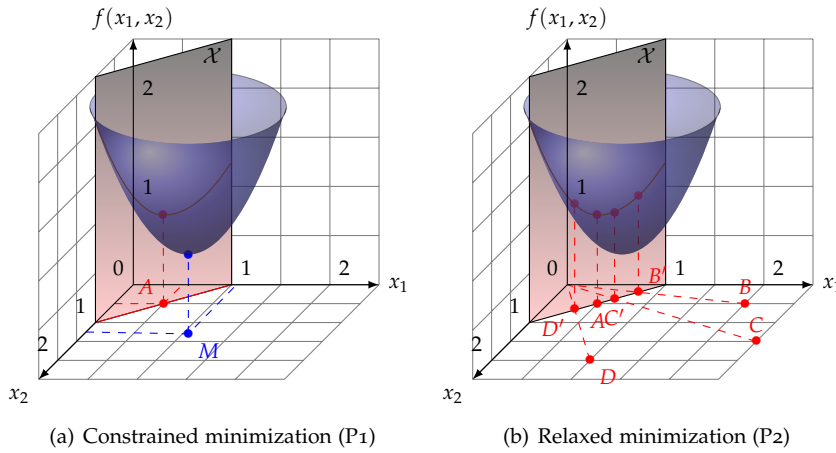 f(x₁, x₂)
𝒳
2
1
0
1
2
x₁
A
1
2
M
x₂
(a) Constrained minimization (P1)
f(x₁, x₂)
𝒳
2
1
0
1
2
x₁
B′
B
1
D′
A
C′
C
2
D
x₂
(b) Relaxed minimization (P2)